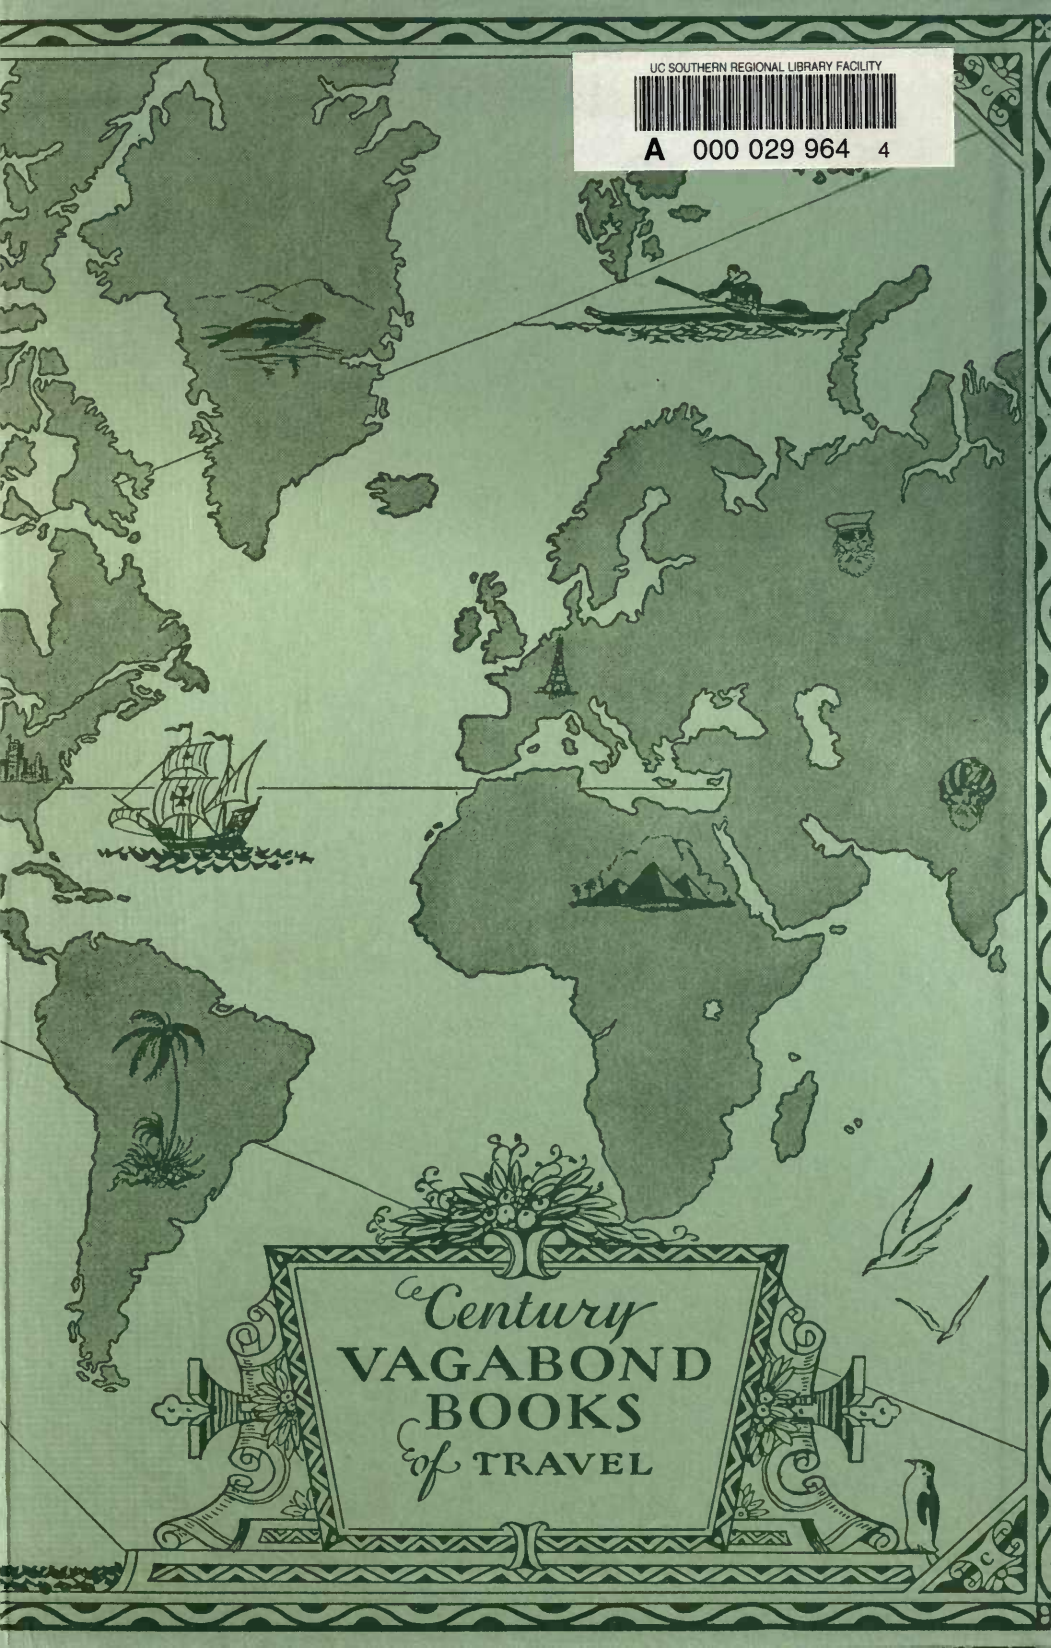 UC SOUTHERN REGIONAL LIBRARY FACILITY
A 000 029 964 4
C
Century
VAGABOND
BOOKS
of TRAVEL
C